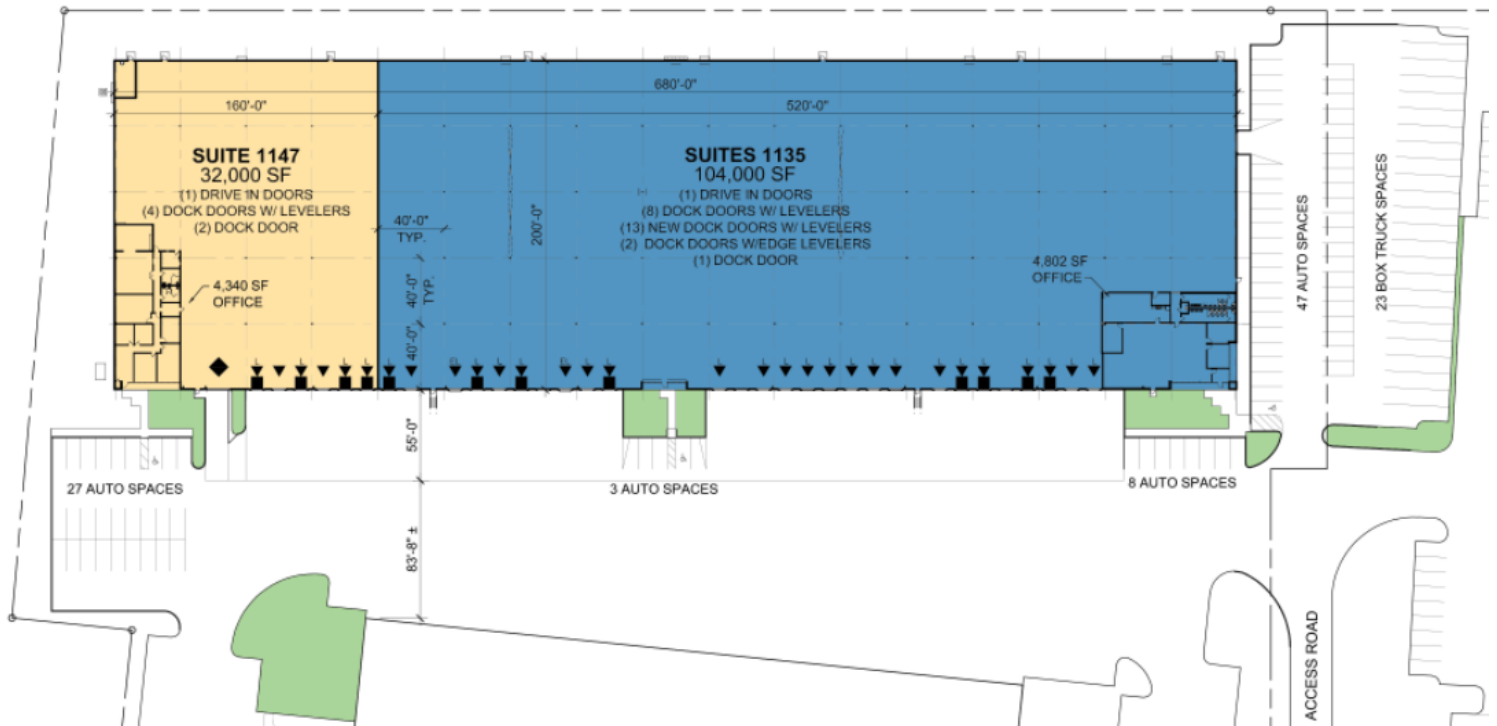 680'-0"
160'-0"
520'-0"
SUITE 1147
32,000 SF
(1) DRIVE IN DOORS
(4) DOCK DOORS W/ LEVELERS
(2) DOCK DOOR
SUITES 1135
104,000 SF
(1) DRIVE IN DOORS
(8) DOCK DOORS W/ LEVELERS
(13) NEW DOCK DOORS W/ LEVELERS
(2) DOCK DOORS W/EDGE LEVELERS
(1) DOCK DOOR
40'-0"
TYP.
200'-0"
40'-0"
TYP.
40'-0"
4,340 SF
OFFICE
4,802 SF
OFFICE
47 AUTO SPACES
23 BOX TRUCK SPACES
55'-0"
27 AUTO SPACES
3 AUTO SPACES
8 AUTO SPACES
83'-8" ±
ACCESS ROAD